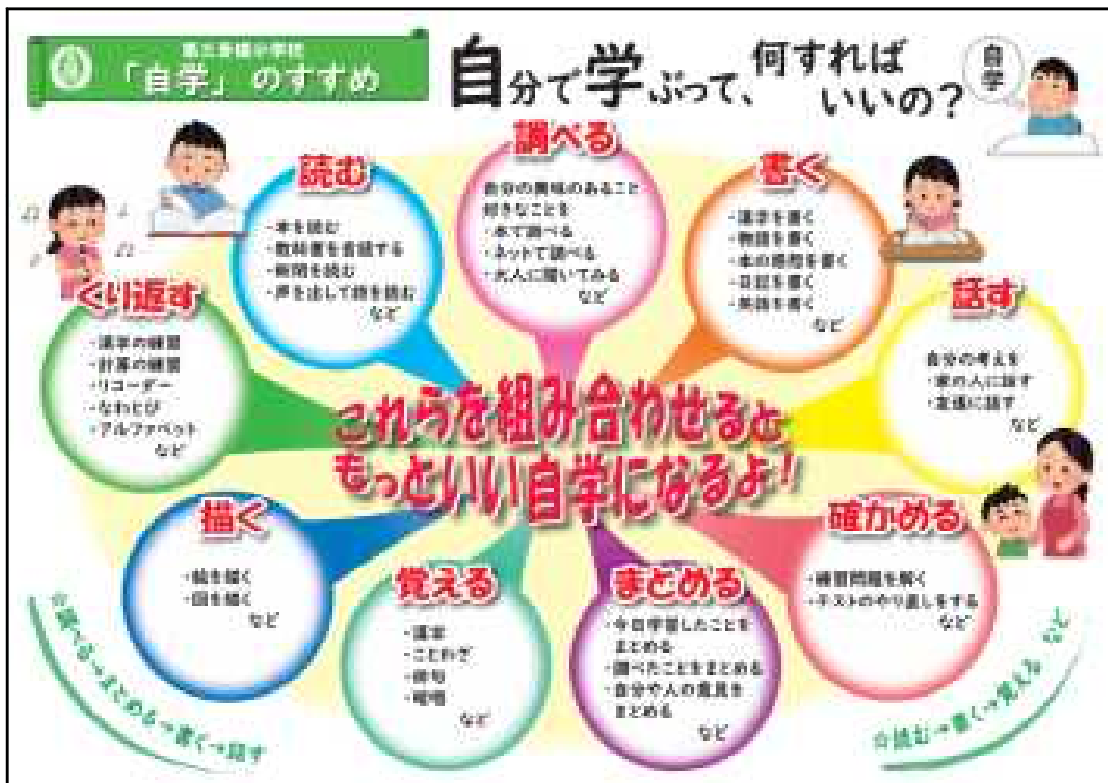 「自学」のすすめ
自分で学ぶって、何すれば
いいの？
自学
調べる
自分の興味のあること
好きなことを
・本で調べる
・ネットで調べる
・大人に聞いてみる
など
読む
・本を読む
・教科書を音読する
・新聞を読む
・声を出して詩を読む
など
書く
・漢字を書く
・物語を書く
・本の感想を書く
・日記を書く
・英語を書く
など
くり返す
・漢字の練習
・計算の練習
・リコーダー
・なわとび
・アルファベット
など
話す
自分の考えを
・家の人に話す
・友達に話す
など
これらを組み合わせると
もっといい自学になるよ！
描く
・絵を描く
・図を描く
など
覚える
・漢字
・ことわざ
・俳句
など
まとめる
・今日学習したことを
まとめる
・調べたことをまとめる
・自分や人の意見を
まとめる
など
確かめる
・練習問題を解く
・テストのやり直しをする
など
☆調べる→まとめる→書く→話す
☆読む→書く→覚える など